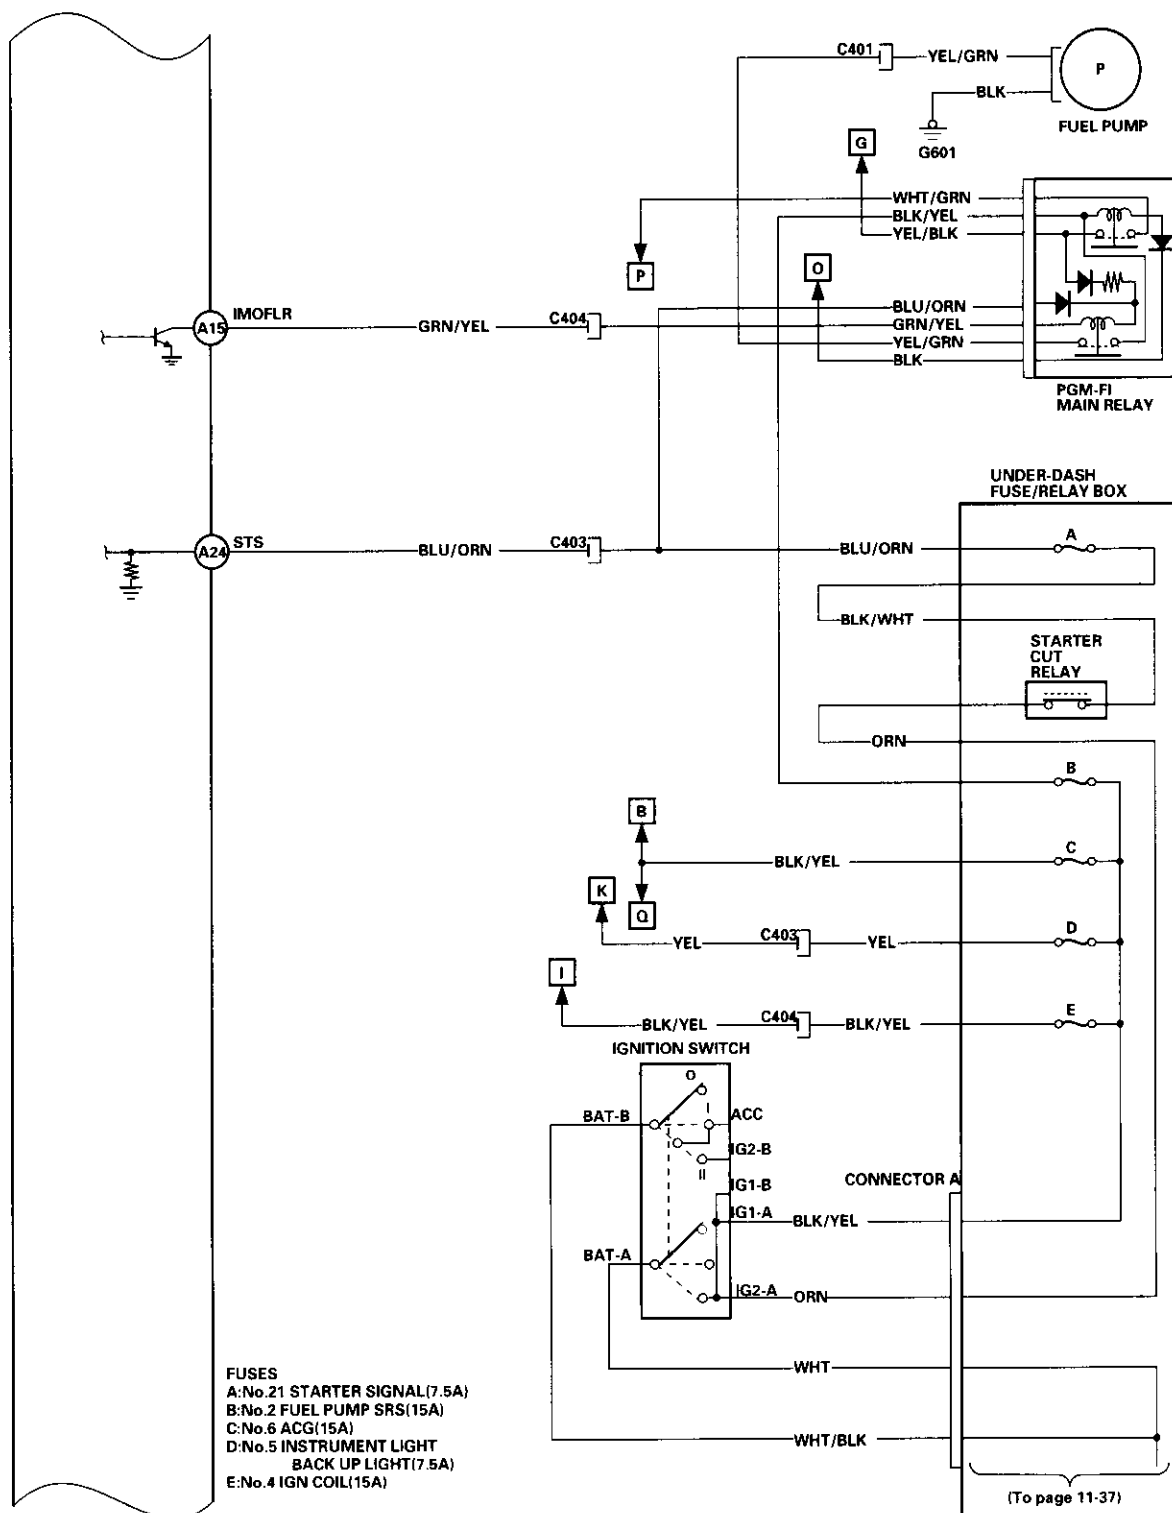 C401
YEL/GRN
P
BLK
FUEL PUMP
G601
G
WHT/GRN
BLK/YEL
YEL/BLK
P
O
BLU/ORN
GRN/YEL
YEL/GRN
BLK
A15
IMOFLR
GRN/YEL
C404
PGM-FI
MAIN RELAY
UNDER-DASH
FUSE/RELAY BOX
A24
STS
BLU/ORN
C403
BLU/ORN
A
BLK/WHT
STARTER
CUT
RELAY
ORN
B
B
BLK/YEL
C
K
Q
YEL
C403
YEL
D
I
BLK/YEL
C404
BLK/YEL
E
IGNITION SWITCH
O
I
BAT-B
ACC
IG2-B
II
IG1-B
CONNECTOR A
IG1-A
BLK/YEL
BAT-A
IG2-A
ORN
WHT
WHT/BLK
FUSES
A:No.21 STARTER SIGNAL(7.5A)
B:No.2 FUEL PUMP SRS(15A)
C:No.6 ACG(15A)
D:No.5 INSTRUMENT LIGHT
BACK UP LIGHT(7.5A)
E:No.4 IGN COIL(15A)
(To page 11-37)